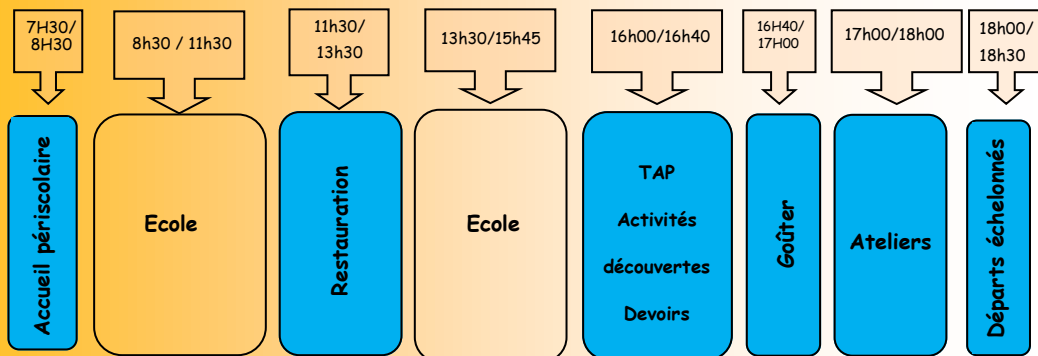 7H30/
8H30
8h30 / 11h30
11h30/
13h30
13h30/15h45
16h00/16h40
16H40/
17H00
17h00/18h00
18h00/
18h30
Accueil périscolaire
Ecole
Restauration
Ecole
TAP
Activités
découvertes
Devoirs
Goûter
Ateliers
Départs échelonnés